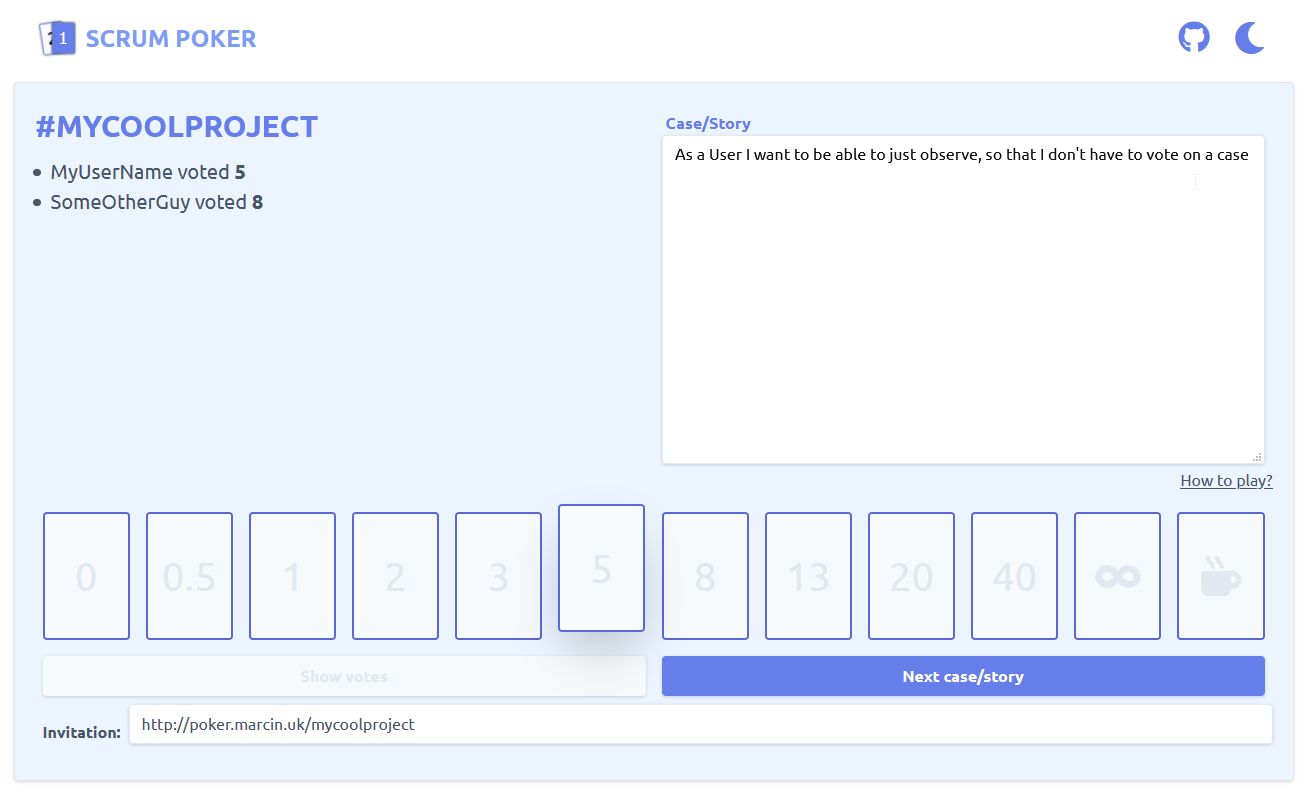 2 1 SCRUM POKER
#MYCOOLPROJECT
MyUserName voted 5
SomeOtherGuy voted 8
Case/Story
As a User I want to be able to just observe, so that I don't have to vote on a case
How to play?
0 0.5 1 2 3 5 8 13 20 40 ∞
Show votes
Next case/story
Invitation: http://poker.marcin.uk/mycoolproject